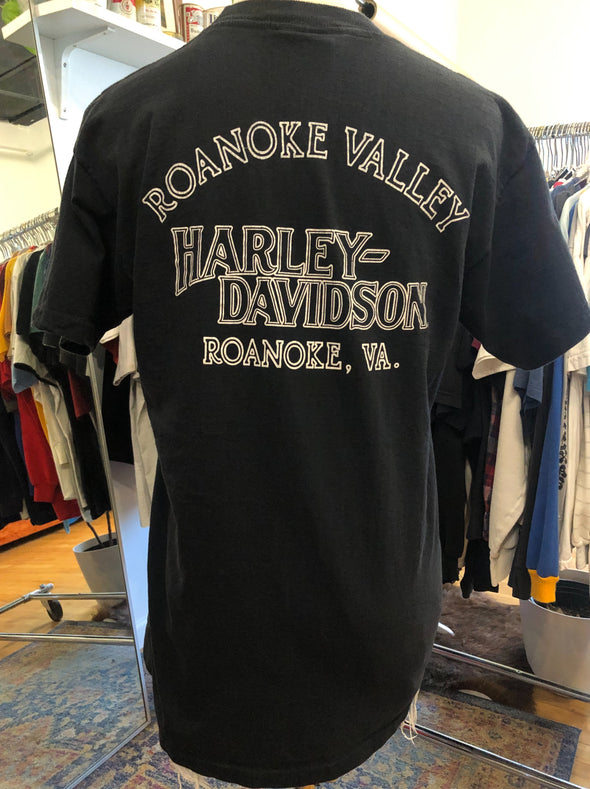 ROANOKE VALLEY
HARLEY-
DAVIDSON
ROANOKE, VA.